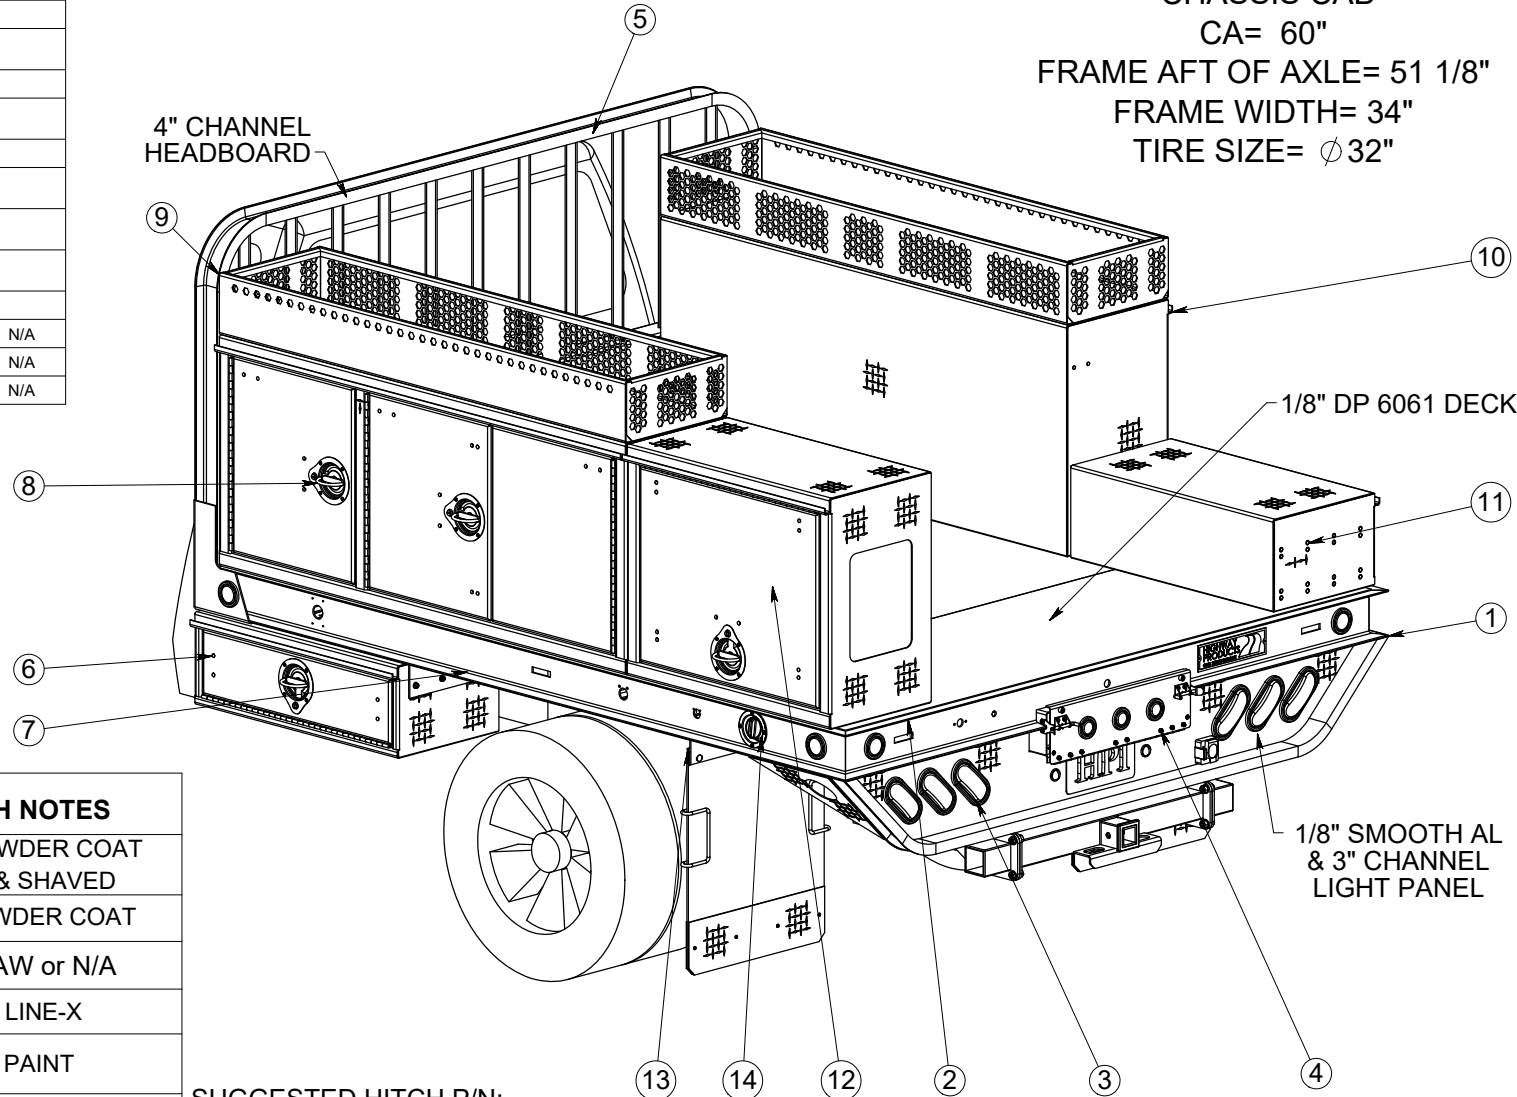 CA= 60"
FRAME AFT OF AXLE= 51 1/8"
FRAME WIDTH= 34"
TIRE SIZE= ∅32"
5
4" CHANNEL
HEADBOARD
9
10
N/A
N/A
N/A
1/8" DP 6061 DECK
8
11
1
6
7
HIGHWAY
PRODUCTS
HPI
H NOTES
WDER COAT
& SHAVED
WDER COAT
AW or N/A
LINE-X
PAINT
1/8" SMOOTH AL
& 3" CHANNEL
LIGHT PANEL
13
14
12
2
3
4
SUGGESTED HITCH P/N: